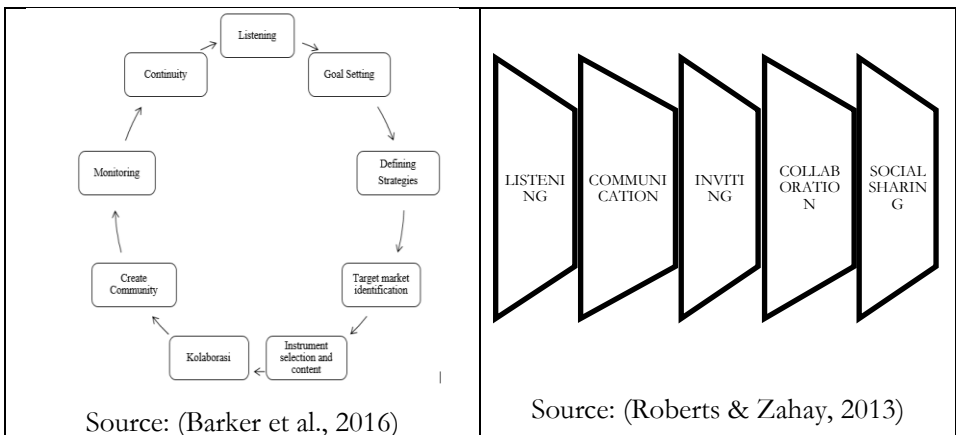 Listening
Goal Setting
Defining
Strategies
Target market
identification
Instrument
selection and
content
Kolaborasi
Create
Community
Monitoring
Continuity
Source: (Barker et al., 2016)
LISTENI
NG
COMMUNI
CATION
INVITI
NG
COLLAB
ORATIO
N
SOCIAL
SHARIN
G
Source: (Roberts & Zahay, 2013)